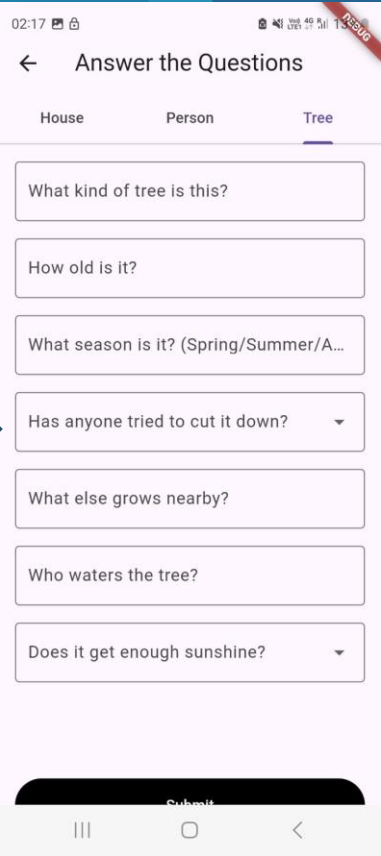 02:17
DEBUG
Answer the Questions
House Person Tree
What kind of tree is this?
How old is it?
What season is it? (Spring/Summer/A...
Has anyone tried to cut it down?
What else grows nearby?
Who waters the tree?
Does it get enough sunshine?
Submit